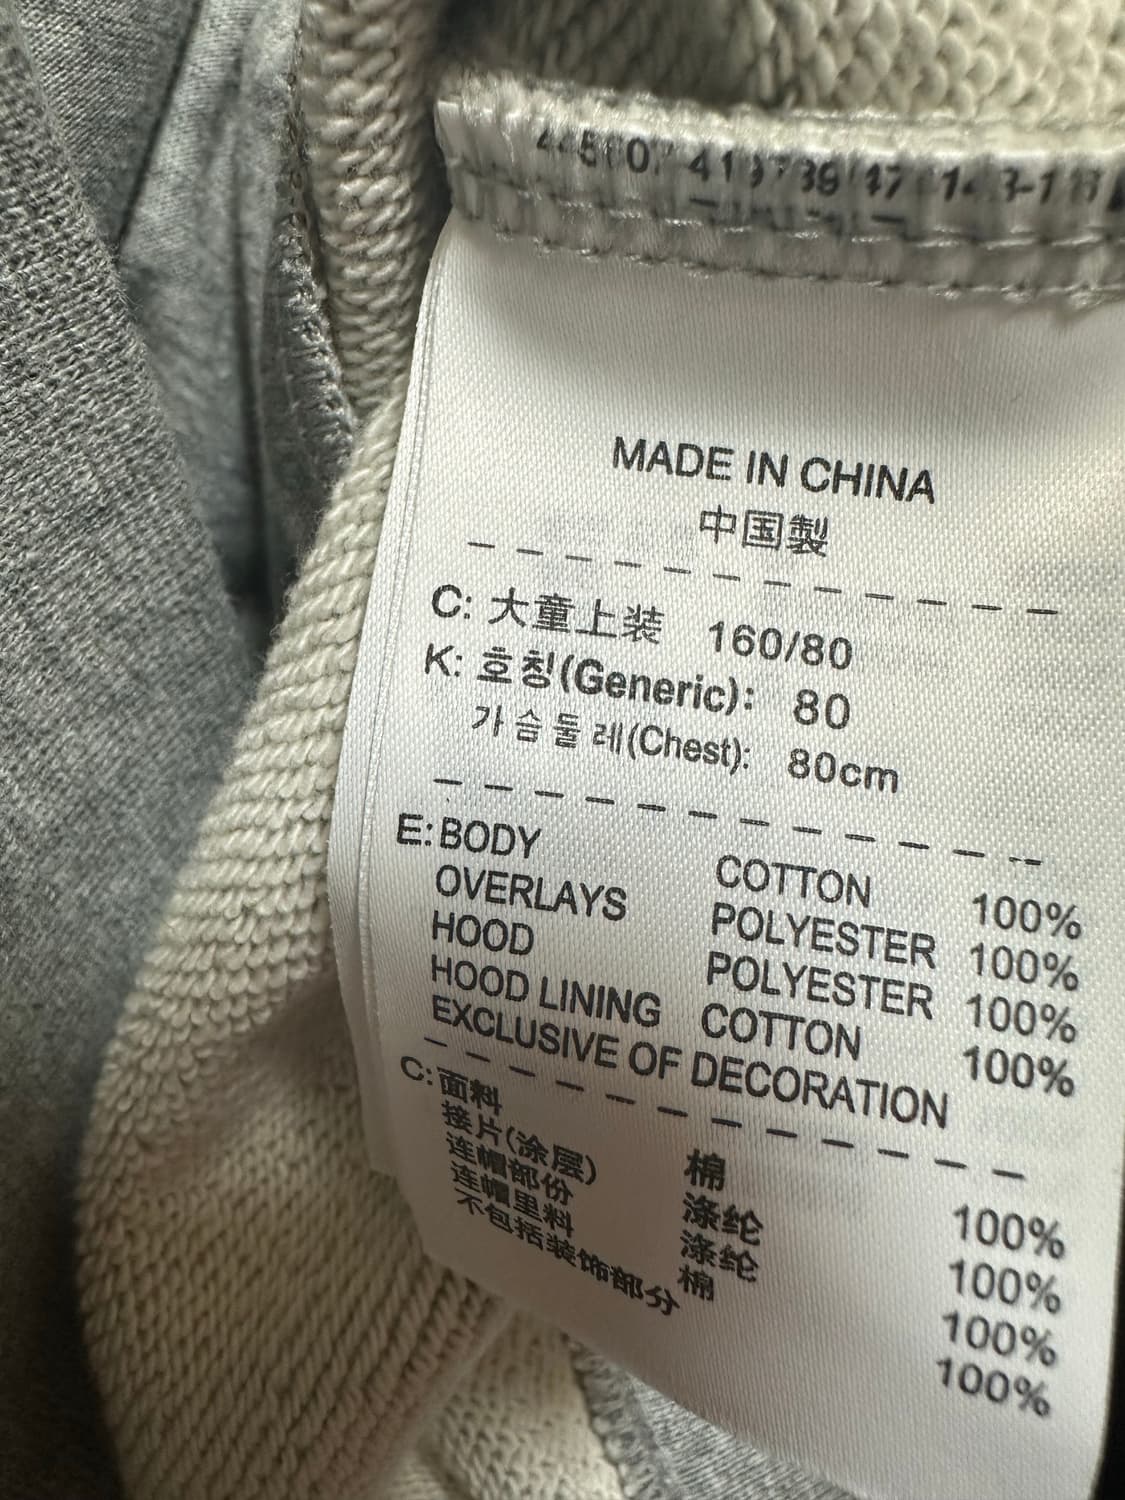 MADE IN CHINA
中国製
C: 大童上装 160/80
K: 호칭(Generic): 80
가슴둘레(Chest): 80cm
E: BODY COTTON 100%
OVERLAYS POLYESTER 100%
HOOD POLYESTER 100%
HOOD LINING COTTON 100%
EXCLUSIVE OF DECORATION
C: 面料 棉 100%
接片(涂层) 涤纶 100%
连帽部份 涤纶 100%
连帽里料 棉 100%
不包括装饰部分